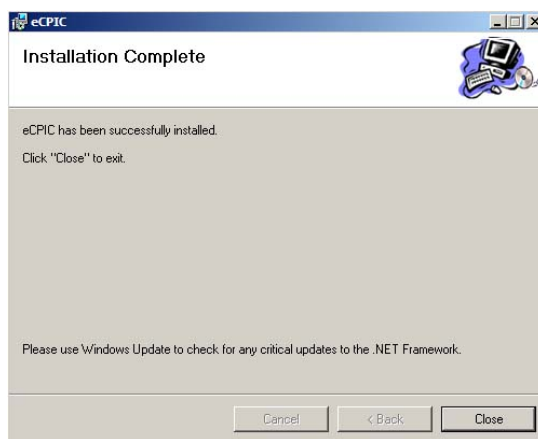 eCPIC
Installation Complete
eCPIC has been successfully installed.
Click "Close" to exit.
Please use Windows Update to check for any critical updates to the .NET Framework.
Cancel
< Back
Close